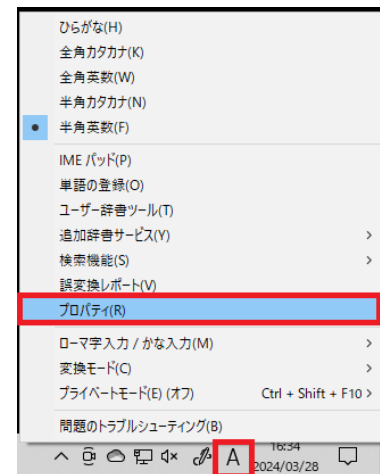 ひらがな(H)
全角カタカナ(K)
全角英数(W)
半角カタカナ(N)
半角英数(F)
IME パッド(P)
単語の登録(O)
ユーザー辞書ツール(T)
追加辞書サービス(Y)
検索機能(S)
誤変換レポート(V)
プロパティ(R)
ローマ字入力 / かな入力(M)
変換モード(C)
プライベートモード(E) (オフ) Ctrl + Shift + F10
問題のトラブルシューティング(B)
A
16:34
2024/03/28